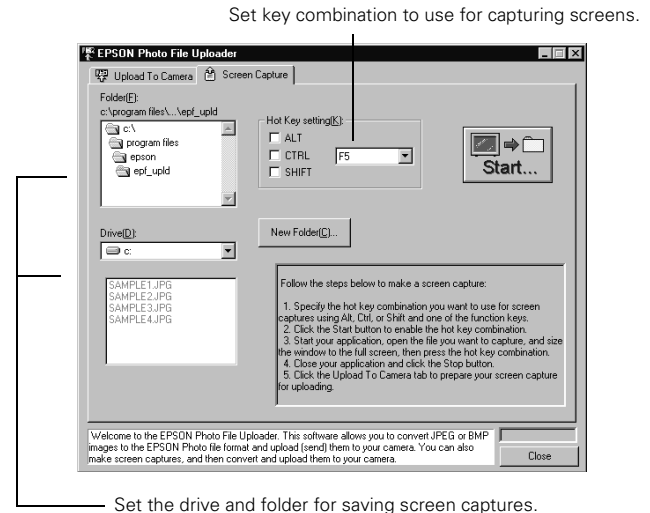 Set key combination to use for capturing screens.
EPSON Photo File Uploader
Upload To Camera
Screen Capture
Folder(F):
c:\program files\...\epf_upld
c:\
program files
epson
epf_upld
Hot Key setting(K):
ALT
CTRL
SHIFT
F5
Start...
Drive(D):
c:
New Folder(C)...
SAMPLE1.JPG
SAMPLE2.JPG
SAMPLE3.JPG
SAMPLE4.JPG
Follow the steps below to make a screen capture:
1. Specify the hot key combination you want to use for screen
captures using Alt, Ctrl, or Shift and one of the function keys.
2. Click the Start button to enable the hot key combination.
3. Start your application, open the file you want to capture, and size
the window to the full screen, then press the hot key combination.
4. Close your application and click the Stop button.
5. Click the Upload To Camera tab to prepare your screen capture
for uploading.
Welcome to the EPSON Photo File Uploader. This software allows you to convert JPEG or BMP
images to the EPSON Photo file format and upload (send) them to your camera. You can also
make screen captures, and then convert and upload them to your camera.
Close
Set the drive and folder for saving screen captures.